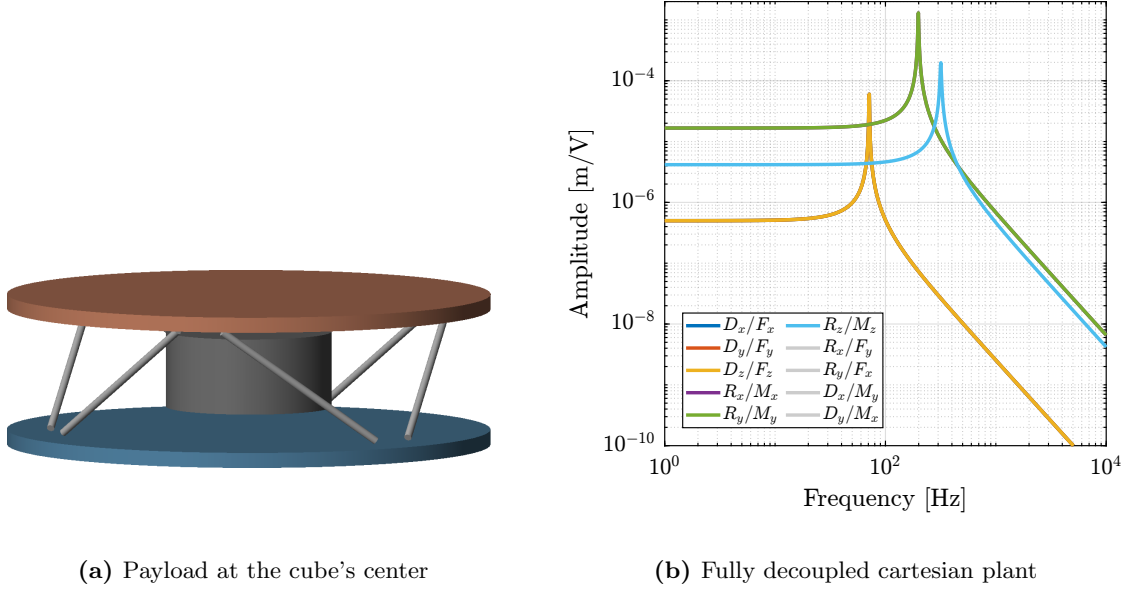 10^{-4}
10^{-6}
10^{-8}
10^{-10}
Amplitude [m/V]
D_x/F_x R_z/M_z
D_y/F_y R_x/F_y
D_z/F_z R_y/F_x
R_x/M_x D_x/M_y
R_y/M_y D_y/M_x
10^0 10^2 10^4
Frequency [Hz]
(a) Payload at the cube's center
(b) Fully decoupled cartesian plant